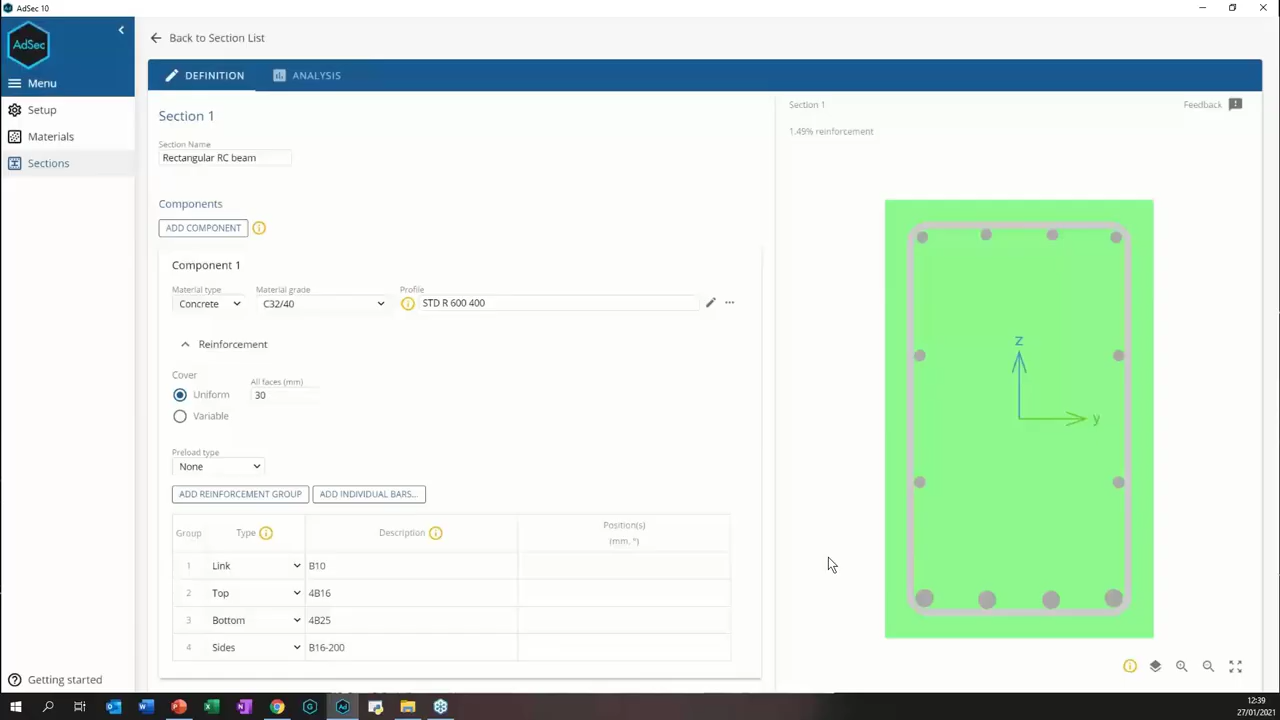 AdSec 10
AdSec
Menu
Setup
Materials
Sections
Getting started
Back to Section List
DEFINITION
ANALYSIS
Section 1
Section Name
Rectangular RC beam
Components
ADD COMPONENT
Component 1
Material type
Material grade
Profile
Concrete
C32/40
STD R 600 400
Reinforcement
Cover
All faces (mm)
Uniform
30
Variable
Preload type
None
ADD REINFORCEMENT GROUP
ADD INDIVIDUAL BARS...
Group Type Description Position(s)
(mm, °)
1 Link B10
2 Top 4B16
3 Bottom 4B25
4 Sides B16-200
Section 1
Feedback
1.49% reinforcement
z
y
12:39
27/01/2021